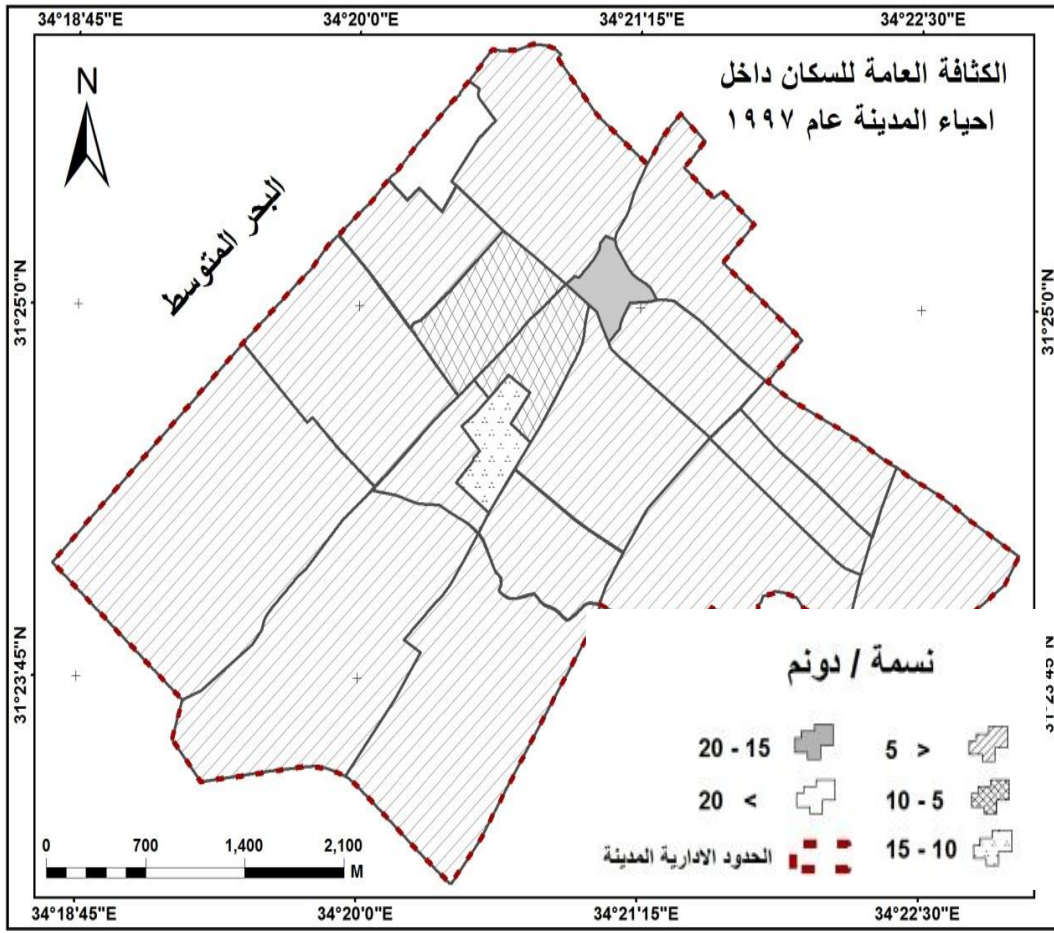 34°18'45"E
34°20'0"E
34°21'15"E
34°22'30"E
الكثافة العامة للسكان داخل
احياء المدينة عام ١٩٩٧
N
البحر المتوسط
31°25'0"N
31°25'0"N
31°23'45"N
31°23'45"N
نسمة / دونم
5 >
20 - 15
10 - 5
20 <
15 - 10
الحدود الادارية المدينة
0 700 1,400 2,100
M
34°18'45"E
34°20'0"E
34°21'15"E
34°22'30"E